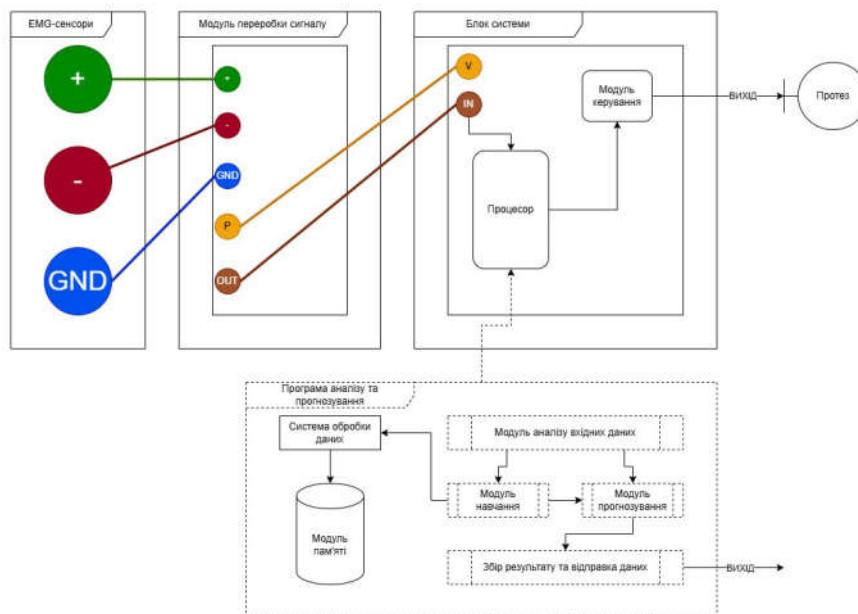 EMG-сенсори
Модуль переробки сигналу
Блок системи
+
-
GND
+
-
GND
P
OUT
V
IN
Процесор
Модуль
керування
ВИХІД
Протез
Програма аналізу та
прогнозування
Система обробки
даних
Модуль
пам'яті
Модуль аналізу вхідних даних
Модуль
навчання
Модуль
прогнозування
Збір результату та відправка даних
ВИХІД